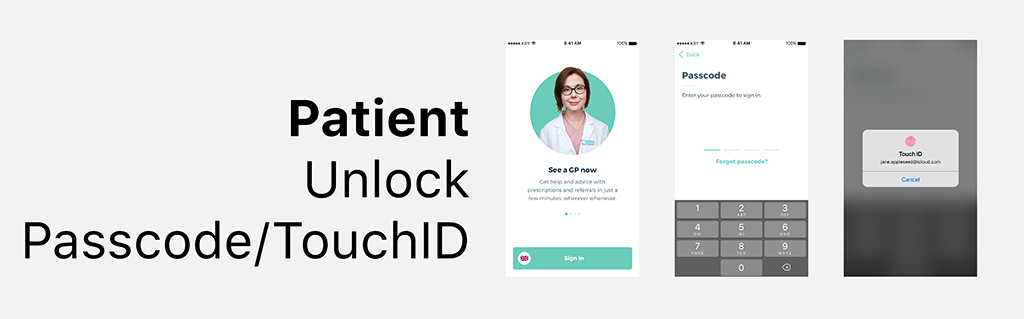 Patient
Unlock
Passcode/TouchID
KRY 9:41 AM 100%
See a GP now
Get help and advice with
prescriptions and referrals in just a
few minutes, wherever whenever.
Sign in
KRY 9:41 AM 100%
Back
Passcode
Enter your passcode to sign in.
Forgot passcode?
1 2 3
ABC DEF
4 5 6
GHI JKL MNO
7 8 9
PQRS TUV WXYZ
0
Touch ID
jane.appleseed@icloud.com
Cancel